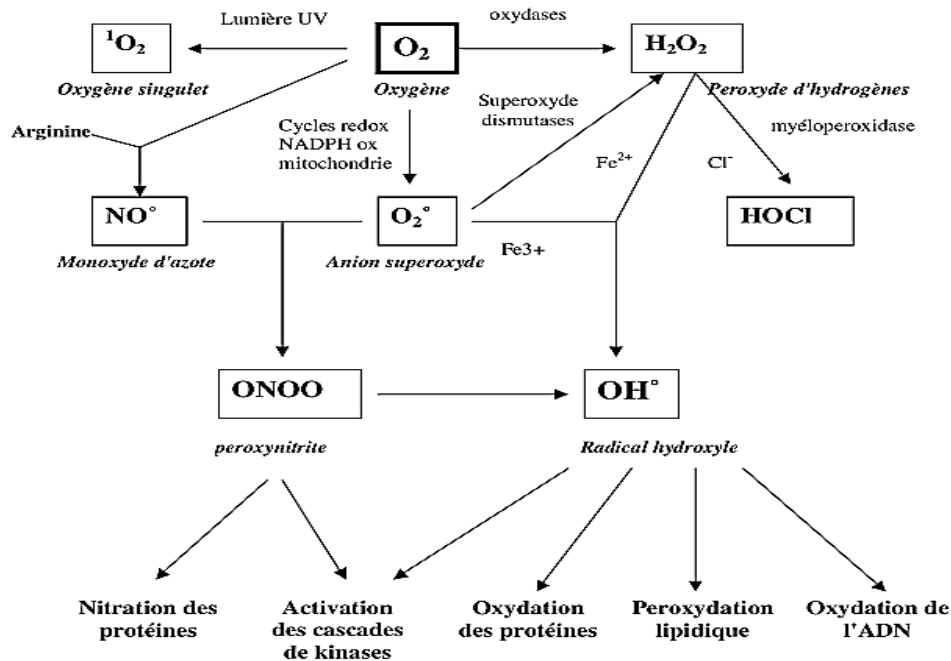 Lumière UV
oxydases
¹O₂
O₂
H₂O₂
Oxygène singulet
Oxygène
Peroxyde d'hydrogènes
Arginine
Cycles redox
NADPH ox
mitochondrie
Superoxyde
dismutases
myéloperoxidase
Fe²⁺
Cl⁻
NO°
O₂°
HOCl
Monoxyde d'azote
Anion superoxyde
Fe3+
ONOO
OH°
peroxynitrite
Radical hydroxyle
Nitration des
protéines
Activation
des cascades
de kinases
Oxydation
des protéines
Peroxydation
lipidique
Oxydation de
l'ADN